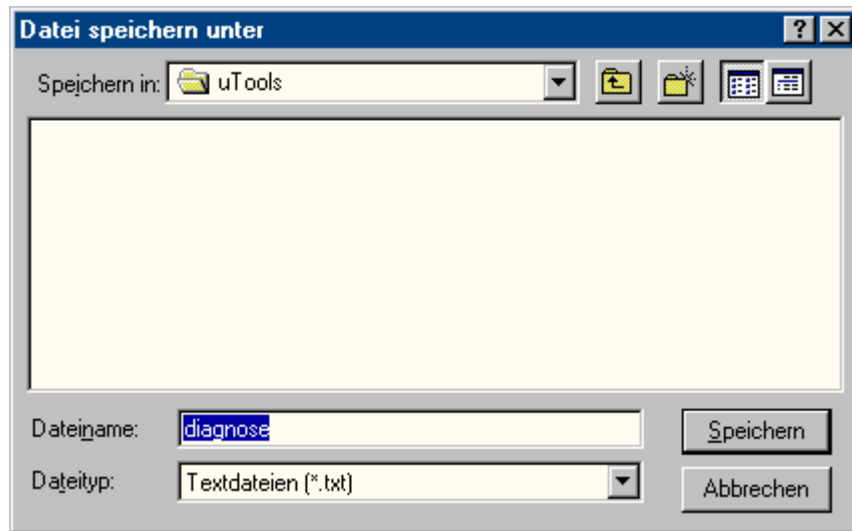 Datei speichern unter
Speichern in: uTools
Dateiname: diagnose
Speichern
Dateityp: Textdateien (*.txt)
Abbrechen